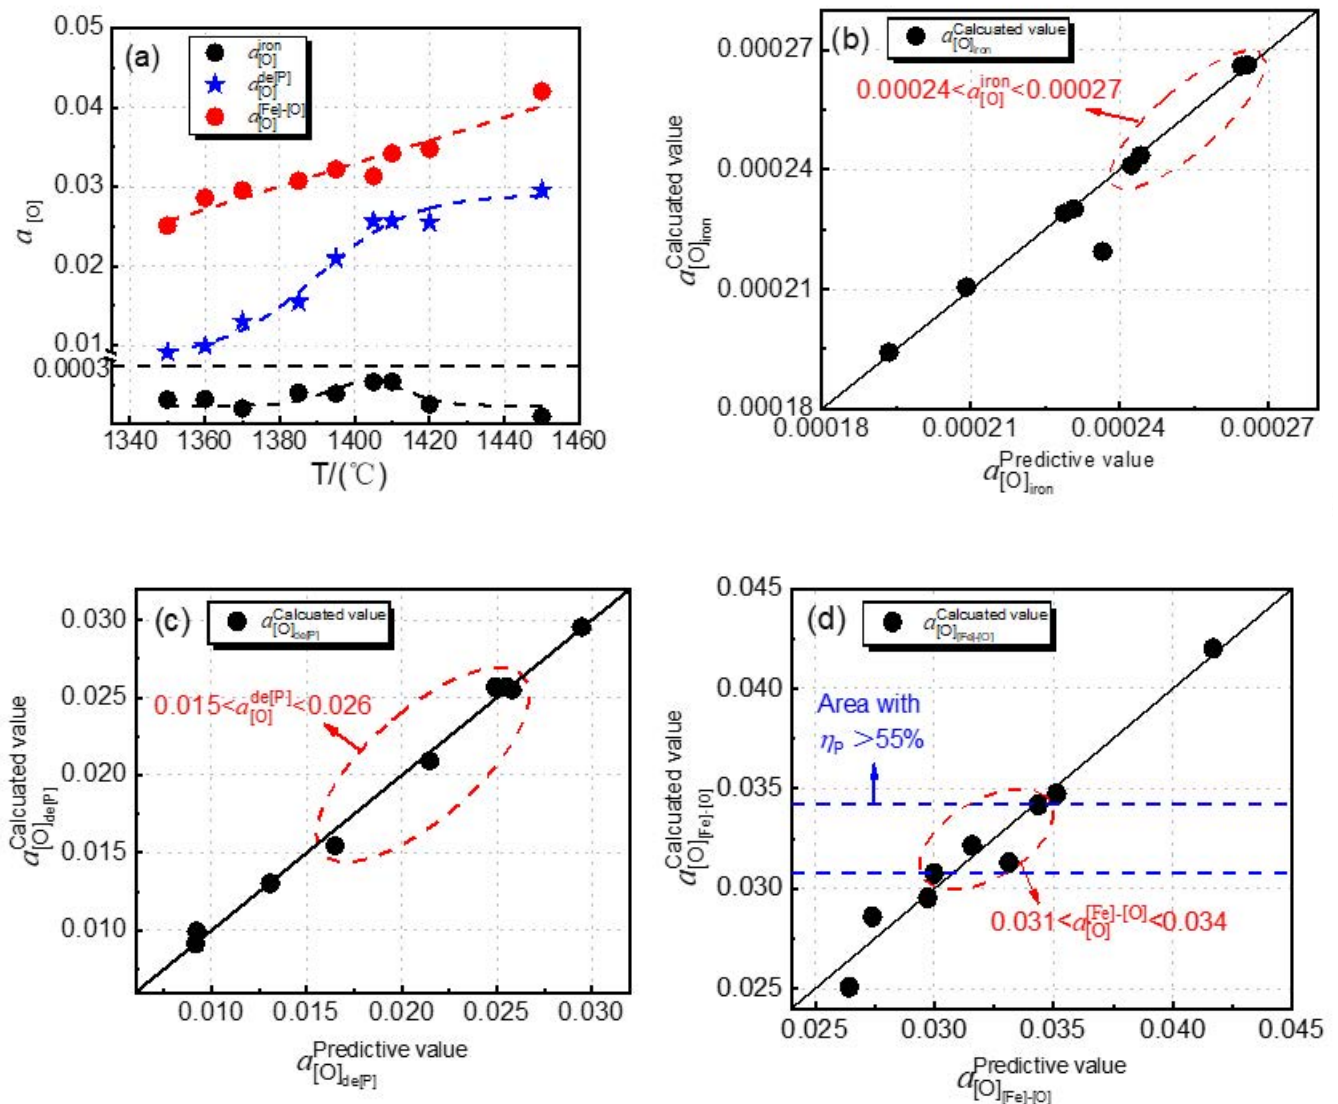 (a)
a[O]iron
a[O]de[P]
a[O][Fe]-[O]
0.05
0.04
0.03
0.02
0.01
0.0003
a [O]
1340 1360 1380 1400 1420 1440 1460
T/(℃)
(b)
a[O]iron Calcuated value
0.00024<a[O]iron<0.00027
0.00027
0.00024
0.00021
0.00018
a[O]iron Calcuated value
0.00018 0.00021 0.00024 0.00027
a[O]iron Predictive value
(c)
a[O]de[P] Calcuated value
0.015<a[O]de[P]<0.026
0.030
0.025
0.020
0.015
0.010
a[O]de[P] Calcuated value
0.010 0.015 0.020 0.025 0.030
a[O]de[P] Predictive value
(d)
a[O][Fe]-[O] Calcuated value
Area with
ηP >55%
0.031<a[O][Fe]-[O]<0.034
0.045
0.040
0.035
0.030
0.025
a[O][Fe]-[O] Calcuated value
0.025 0.030 0.035 0.040 0.045
a[O][Fe]-[O] Predictive value